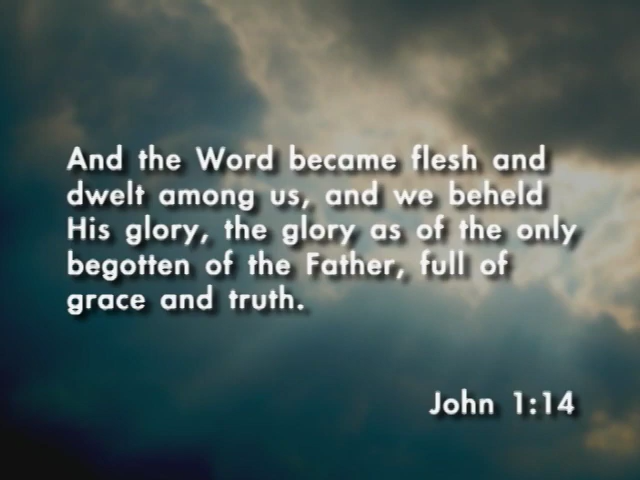 And the Word became flesh and
dwelt among us, and we beheld
His glory, the glory as of the only
begotten of the Father, full of
grace and truth.
John 1:14